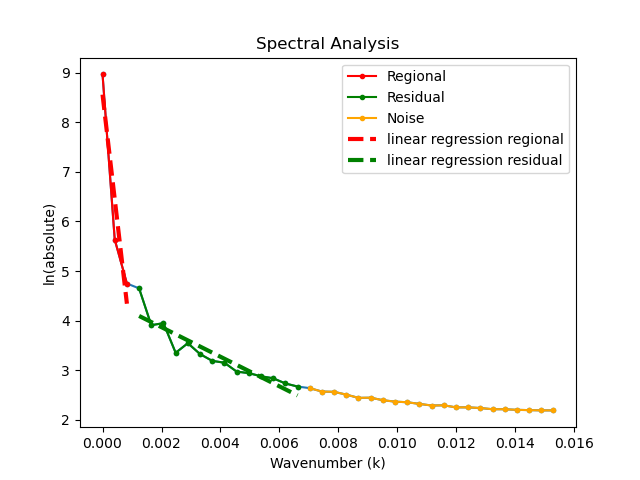 Spectral Analysis
Regional
Residual
Noise
linear regression regional
linear regression residual
ln(absolute)
9
8
7
6
5
4
3
2
0.000 0.002 0.004 0.006 0.008 0.010 0.012 0.014 0.016
Wavenumber (k)